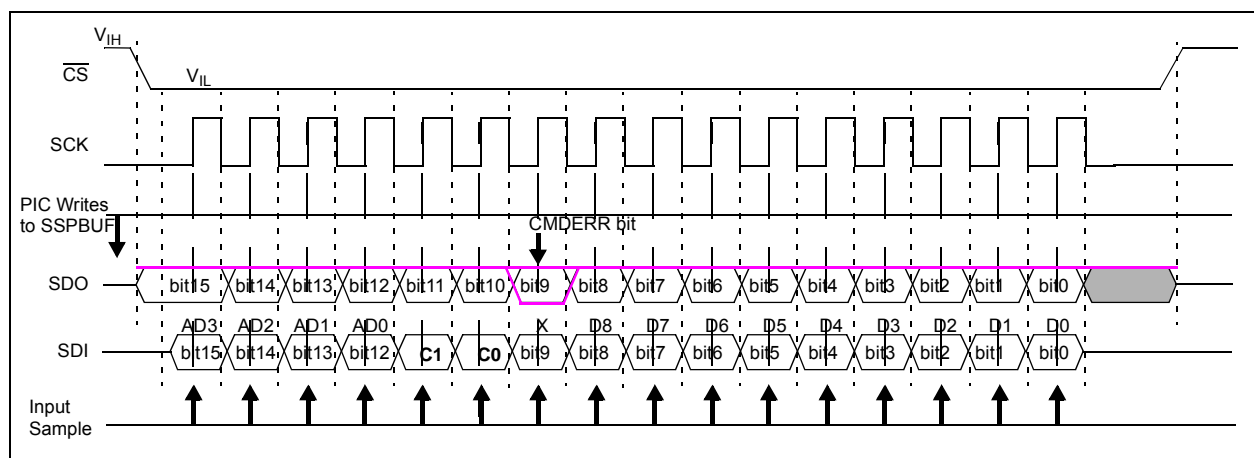 VIH
CS
VIL
SCK
PIC Writes
to SSPBUF
CMDERR bit
SDO bit15 bit14 bit13 bit12 bit11 bit10 bit9 bit8 bit7 bit6 bit5 bit4 bit3 bit2 bit1 bit0
AD3 AD2 AD1 AD0 X D8 D7 D6 D5 D4 D3 D2 D1 D0
SDI bit15 bit14 bit13 bit12 C1 C0 bit9 bit8 bit7 bit6 bit5 bit4 bit3 bit2 bit1 bit0
Input
Sample